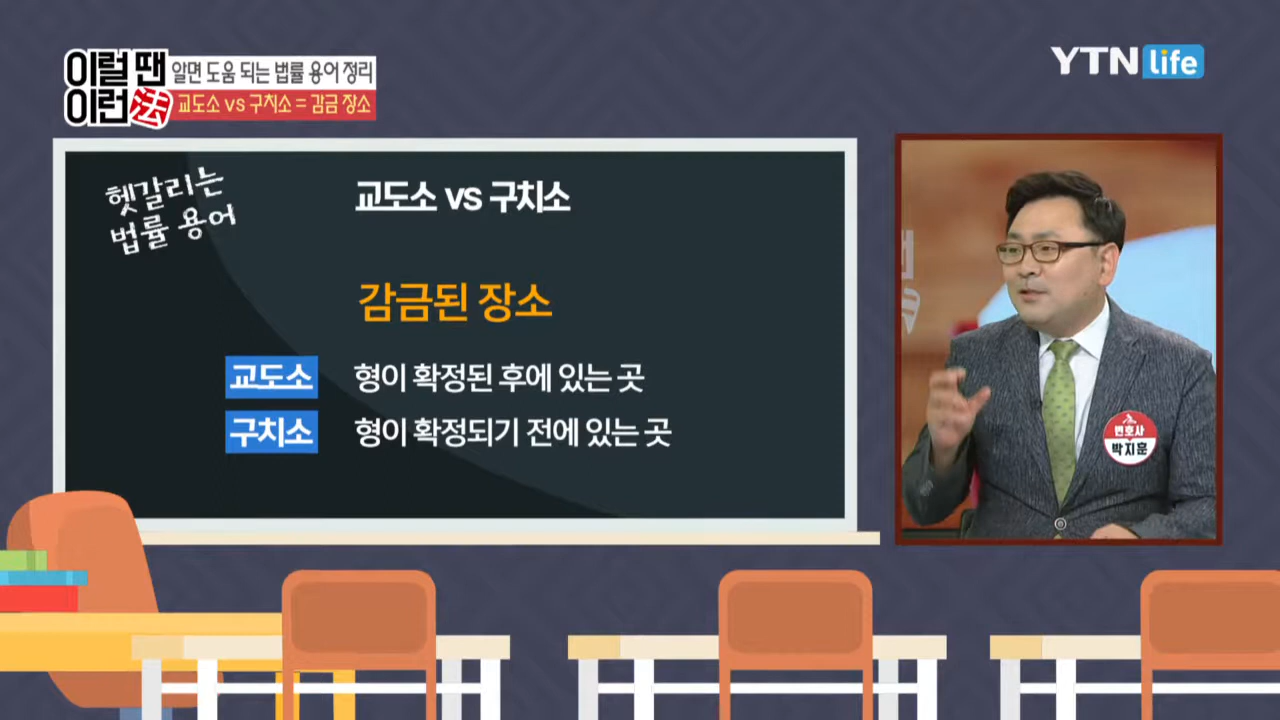 이럴 땐
이런 法
알면 도움 되는 법률 용어 정리
교도소 vs 구치소 = 감금 장소
YTN life
헷갈리는
법률 용어
교도소 vs 구치소
감금된 장소
교도소 형이 확정된 후에 있는 곳
구치소 형이 확정되기 전에 있는 곳
변호사
박지훈